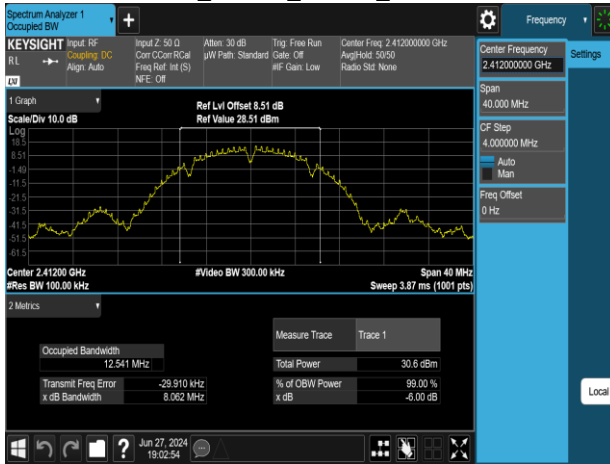 Spectrum Analyzer 1
Occupied BW
Frequency
KEYSIGHT
RL
LXI
Input: RF
Coupling: DC
Align: Auto
Input Z: 50 Ω
Corr CCorr RCal
Freq Ref: Int (S)
NFE: Off
Atten: 30 dB
µW Path: Standard
Trig: Free Run
Gate: Off
#IF Gain: Low
Center Freq: 2.412000000 GHz
Avg|Hold: 50/50
Radio Std: None
Center Frequency
2.412000000 GHz
Settings
Span
40.000 MHz
CF Step
4.000000 MHz
Auto
Man
Freq Offset
0 Hz
Local
1 Graph
Scale/Div 10.0 dB
Ref Lvl Offset 8.51 dB
Ref Value 28.51 dBm
Log
18.5
8.51
-1.49
-11.5
-21.5
-31.5
-41.5
-51.5
-61.5
Center 2.41200 GHz
#Res BW 100.00 kHz
#Video BW 300.00 kHz
Span 40 MHz
Sweep 3.87 ms (1001 pts)
2 Metrics
Measure Trace Trace 1
Occupied Bandwidth
12.541 MHz
Total Power 30.6 dBm
Transmit Freq Error -29.910 kHz
% of OBW Power 99.00 %
x dB Bandwidth 8.062 MHz
x dB -6.00 dB
Jun 27, 2024
19:02:54